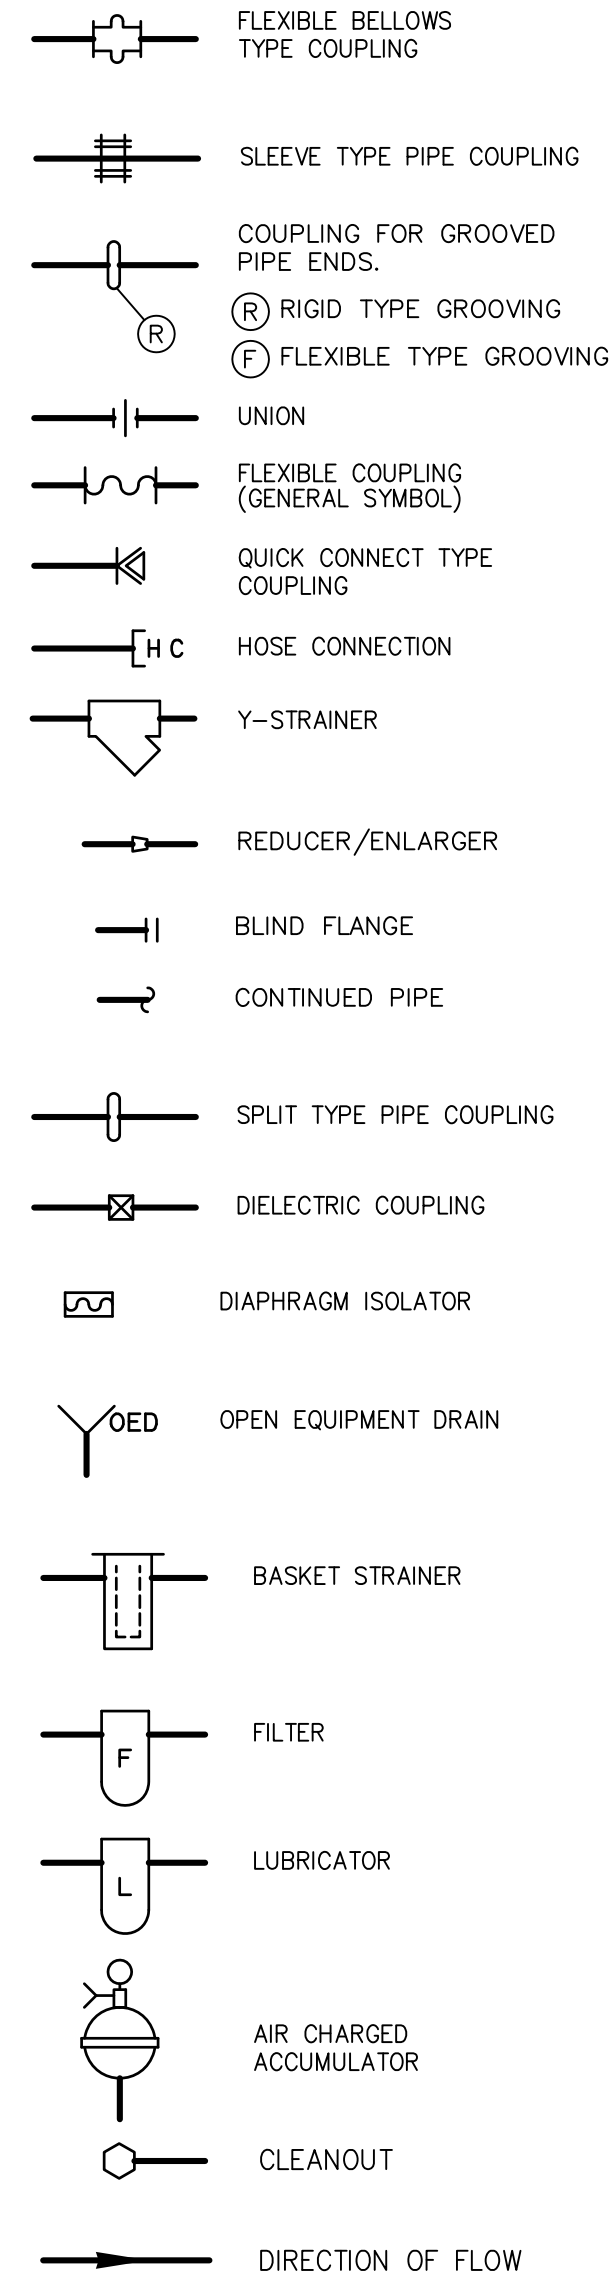 FLEXIBLE BELLOWS
TYPE COUPLING
SLEEVE TYPE PIPE COUPLING
COUPLING FOR GROOVED
PIPE ENDS.
R RIGID TYPE GROOVING
R
F FLEXIBLE TYPE GROOVING
UNION
FLEXIBLE COUPLING
(GENERAL SYMBOL)
QUICK CONNECT TYPE
COUPLING
HC HOSE CONNECTION
Y-STRAINER
REDUCER/ENLARGER
BLIND FLANGE
CONTINUED PIPE
SPLIT TYPE PIPE COUPLING
DIELECTRIC COUPLING
DIAPHRAGM ISOLATOR
OED OPEN EQUIPMENT DRAIN
BASKET STRAINER
FILTER
F
LUBRICATOR
L
AIR CHARGED
ACCUMULATOR
CLEANOUT
DIRECTION OF FLOW